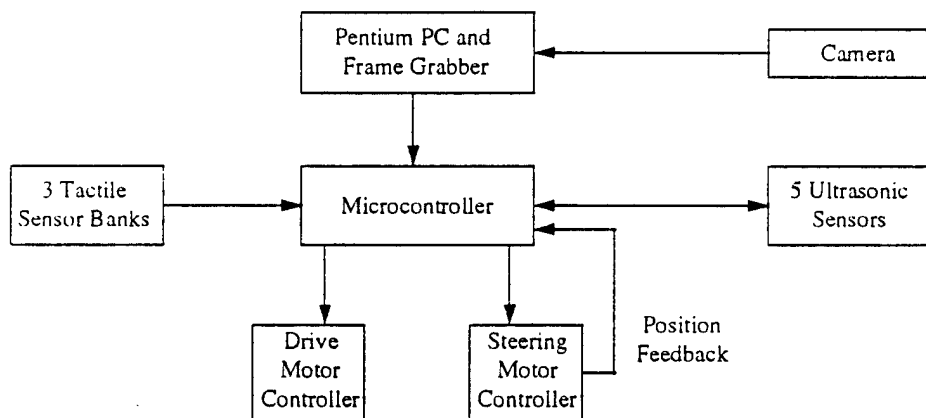 Pentium PC and
Frame Grabber
Camera
3 Tactile
Sensor Banks
Microcontroller
5 Ultrasonic
Sensors
Drive
Motor
Controller
Steering
Motor
Controller
Position
Feedback